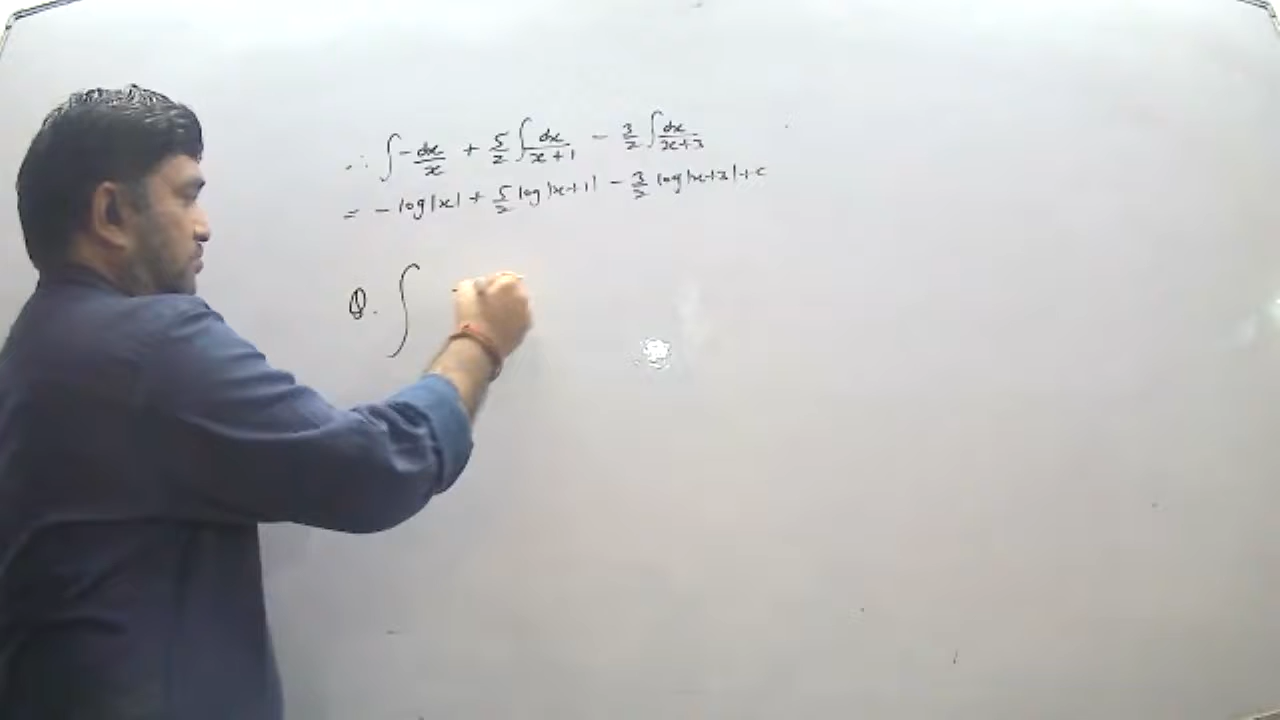 ∴ ∫ -dx/x + 5/2 ∫ dx/x+1 - 3/2 ∫ dx/x+3
= - log|x| + 5/2 log|x+1| - 3/2 log|x+3| + c
Q. ∫